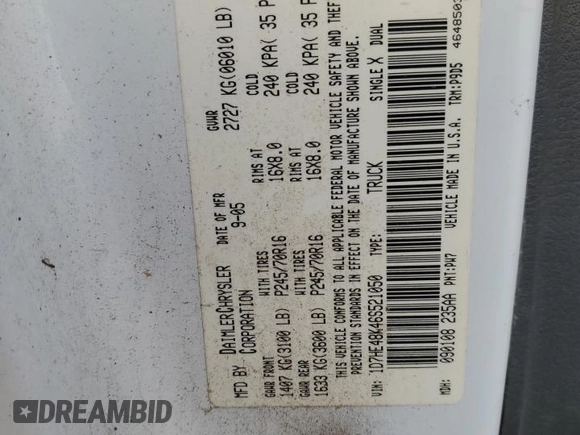 MFD BY DAIMLERCHRYSLER CORPORATION
DATE OF MFR 9-05
GVWR 2727 KG(06010 LB)
GAWR FRONT 1407 KG(3100 LB)
WITH TIRES P245/70R16
RIMS AT 16X8.0
COLD 240 KPA( 35 P
GAWR REAR 1633 KG(3600 LB)
WITH TIRES P245/70R16
RIMS AT 16X8.0
COLD 240 KPA( 35 P
THIS VEHICLE CONFORMS TO ALL APPLICABLE FEDERAL MOTOR VEHICLE SAFETY AND THEF
STANDARDS IN EFFECT ON THE DATE OF MANUFACTURE SHOWN ABOVE.
VIN: 1D7HE48K46S521050 TYPE: TRUCK SINGLE X DUAL
MDH: 090108 235AA PNT:PW7 VEHICLE MADE IN U.S.A. TRM:P9D5
4648503
DREAMBID